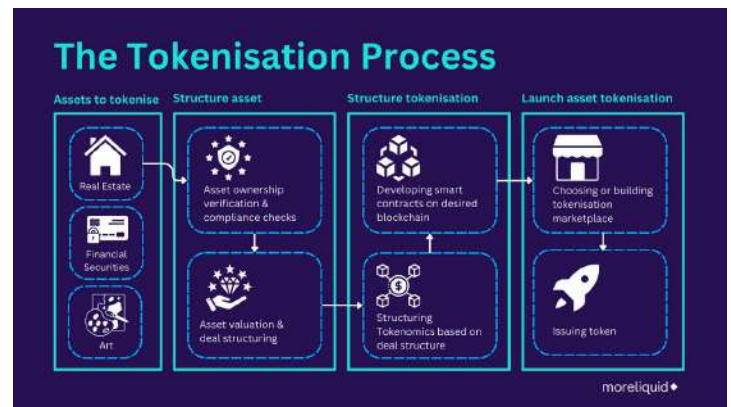 The Tokenisation Process
Assets to tokenise
Structure asset
Structure tokenisation
Launch asset tokenisation
Real Estate
Financial
Securities
Art
Asset ownership
verification &
compliance checks
Asset valuation &
deal structuring
Developing smart
contracts on desired
blockchain
Structuring
Tokenomics based on
deal structure
Choosing or building
tokenisation
marketplace
Issuing token
moreliquid